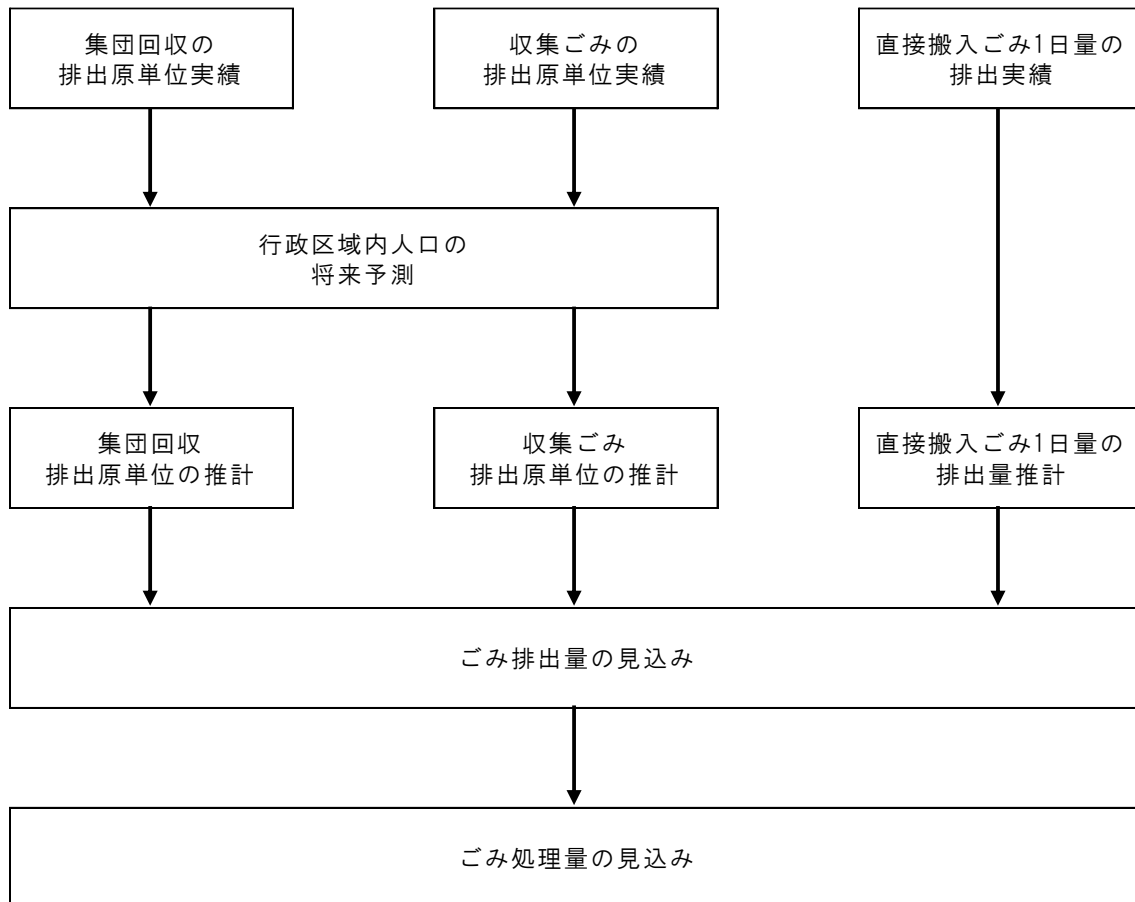 集団回収の
排出原単位実績
収集ごみの
排出原単位実績
直接搬入ごみ1日量の
排出実績
行政区域内人口の
将来予測
集団回収
排出原単位の推計
収集ごみ
排出原単位の推計
直接搬入ごみ1日量の
排出量推計
ごみ排出量の見込み
ごみ処理量の見込み